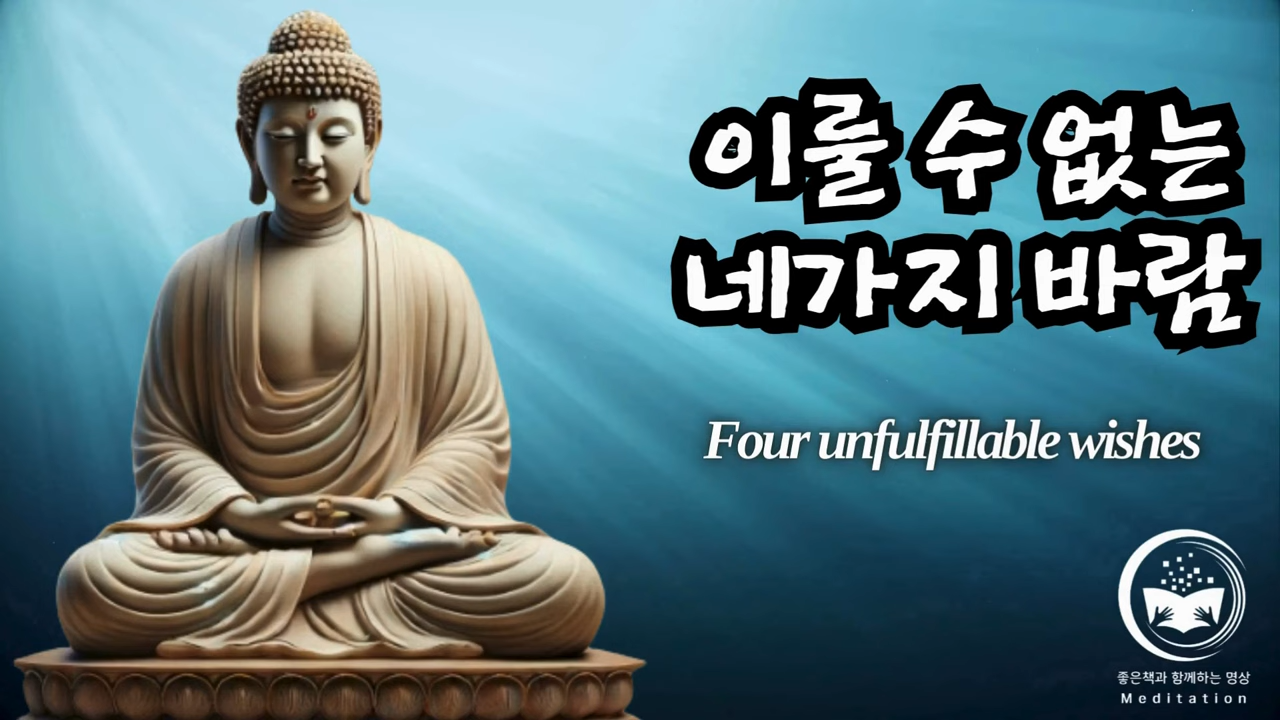 이룰 수 없는
네가지 바람
Four unfulfillable wishes
좋은책과 함께하는 명상
Meditation